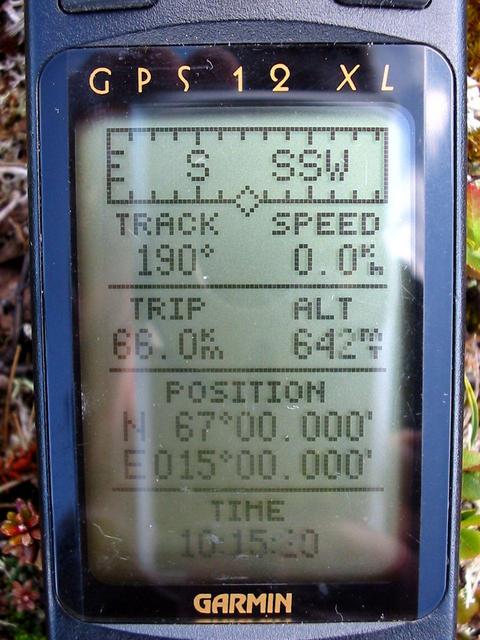 GPS 12 XL
E S SSW
TRACK SPEED
190° 0.0
TRIP ALT
66.0 642
POSITION
N 67°00.000'
E015°00.000'
TIME
10:15:20
GARMIN